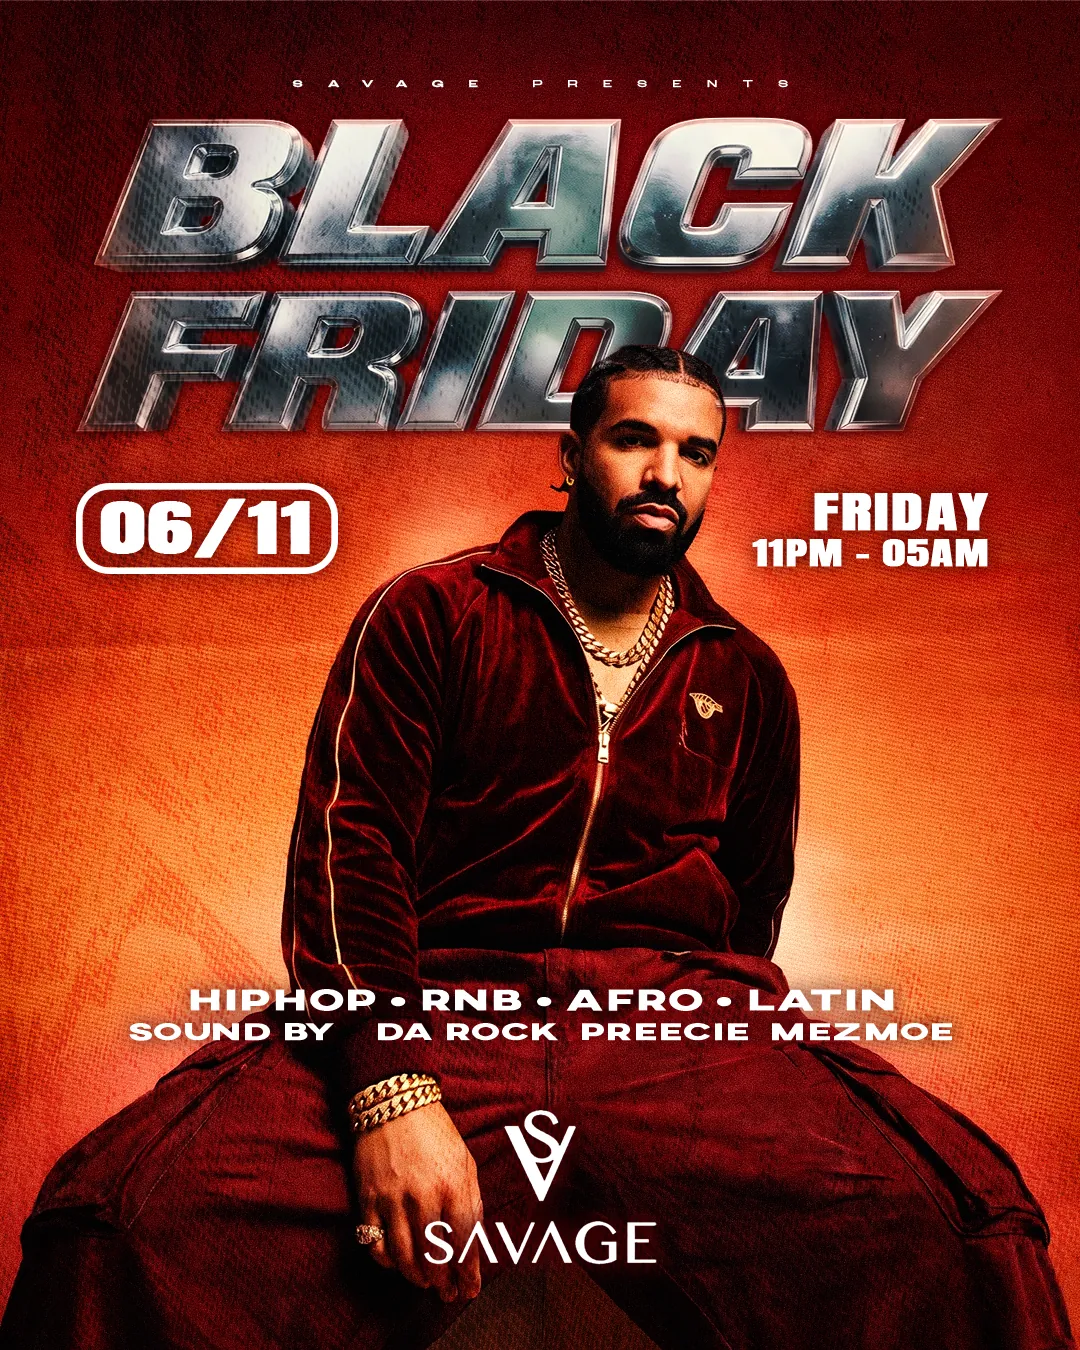 SAVAGE PRESENTS
BLACK
FRIDAY
06/11
FRIDAY
11PM - 05AM
HIPHOP • RNB • AFRO • LATIN
SOUND BY DA ROCK PREECIE MEZMOE
SV
SAVAGE